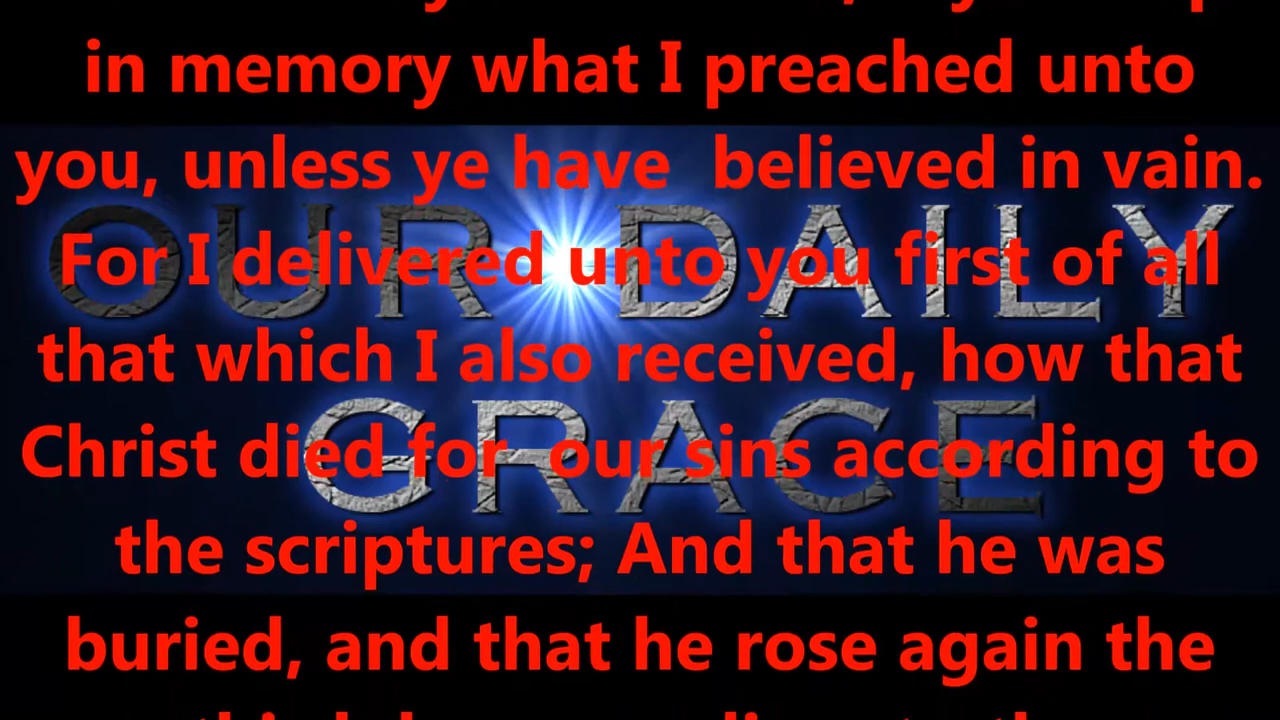 in memory what I preached unto
you, unless ye have believed in vain.
For I delivered unto you first of all
that which I also received, how that
Christ died for our sins according to
the scriptures; And that he was
buried, and that he rose again the
OUR DAILY
GRACE